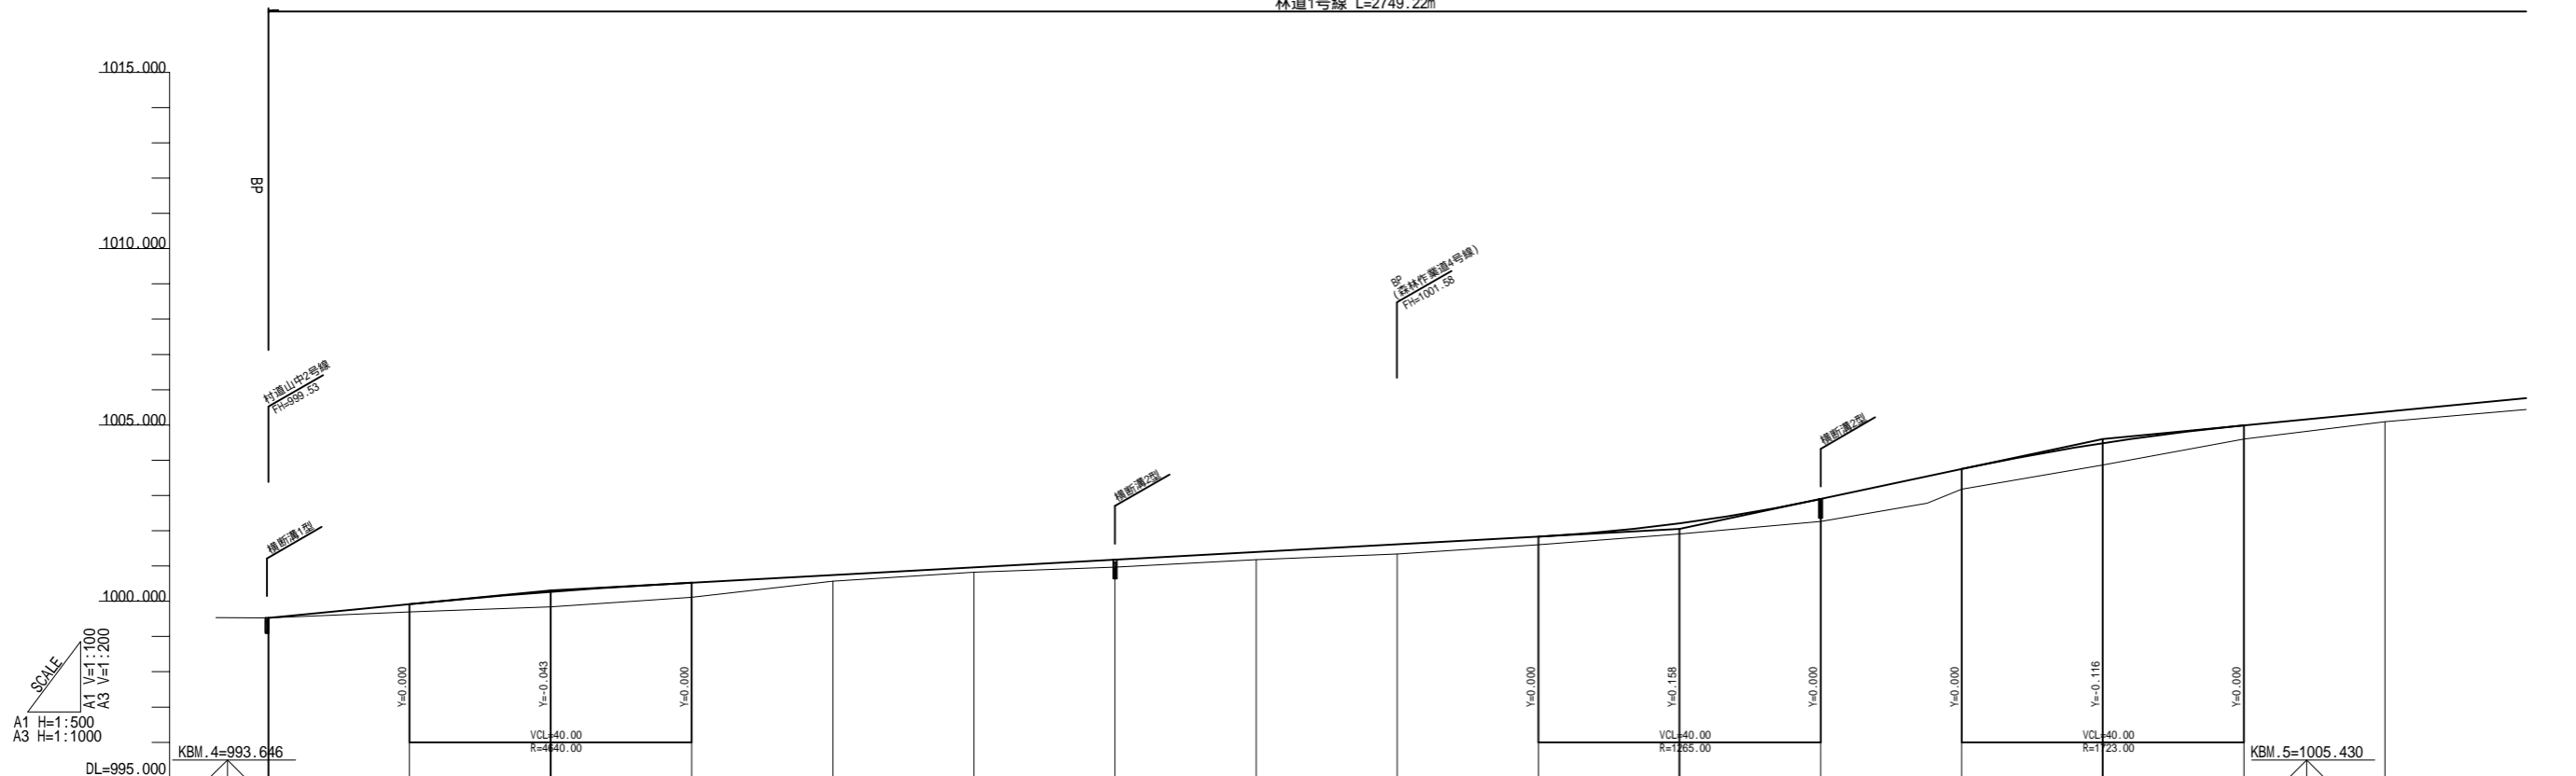 林道1号線 L=2749.22m
1015.000
BP
1010.000
BP
(森林作業道4号線)
FH=1001.58
村道山中2号線
FH=999.53
1005.000
横断溝2型
横断溝2型
横断溝1型
1000.000
SCALE
A1 V=1:100
A3 V=1:200
A1 H=1:500
A3 H=1:1000
Y=0.000
Y=-0.043
Y=0.000
Y=0.000
Y=0.158
Y=0.000
Y=0.000
Y=-0.116
Y=0.000
VCL=40.00
R=4640.00
VCL=40.00
R=1265.00
VCL=40.00
R=1723.00
KBM.4=993.646
KBM.5=1005.430
DL=995.000